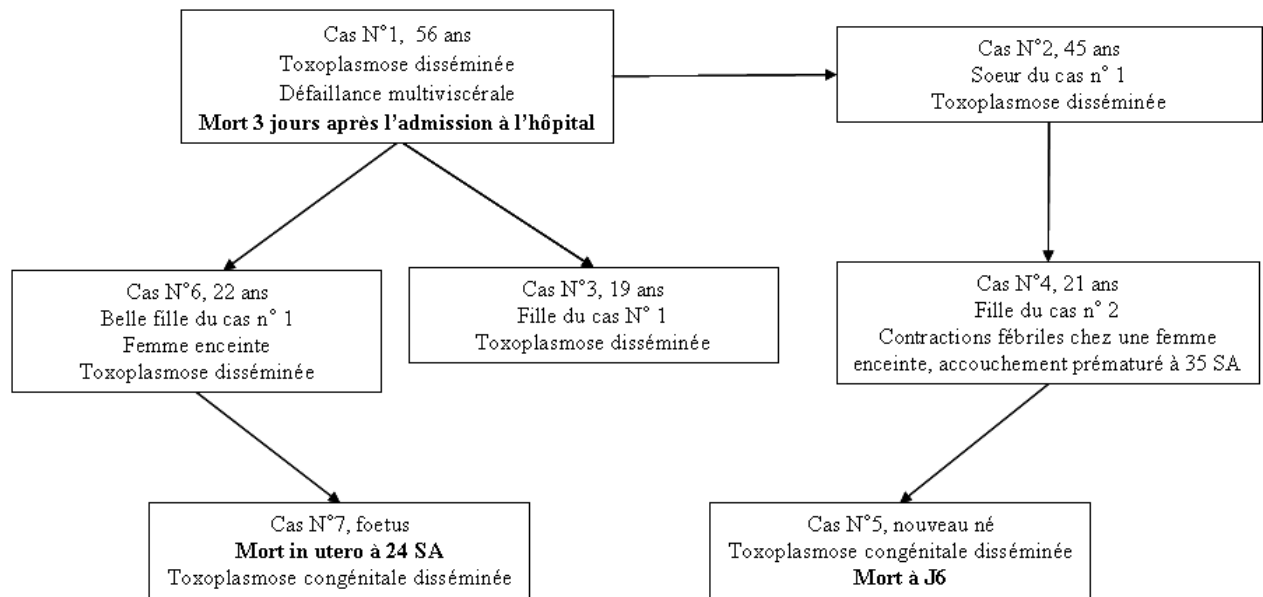 Cas N°1,  56 ans
Toxoplasmose disséminée
Défaillance multiviscérale
Mort 3 jours après l’admission à l’hôpital
Cas N°2, 45 ans
Soeur du cas n° 1
Toxoplasmose disséminée
Cas N°6, 22 ans
Belle fille du cas n° 1
Femme enceinte
Toxoplasmose disséminée
Cas N°3, 19 ans
Fille du cas N° 1
Toxoplasmose disséminée
Cas N°4, 21 ans
Fille du cas n° 2
Contractions fébriles chez une femme
enceinte, accouchement prématuré à 35 SA
Cas N°7, foetus
Mort in utero à 24 SA
Toxoplasmose congénitale disséminée
Cas N°5, nouveau né
Toxoplasmose congénitale disséminée
Mort à J6